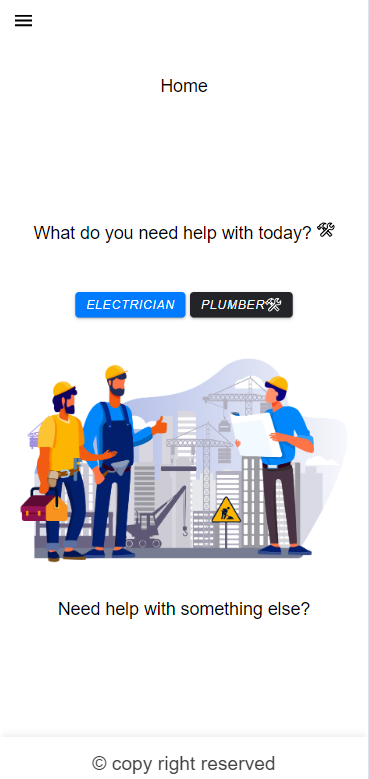 Home
What do you need help with today? 🛠
ELECTRICIAN PLUMBER🛠
Need help with something else?
© copy right reserved